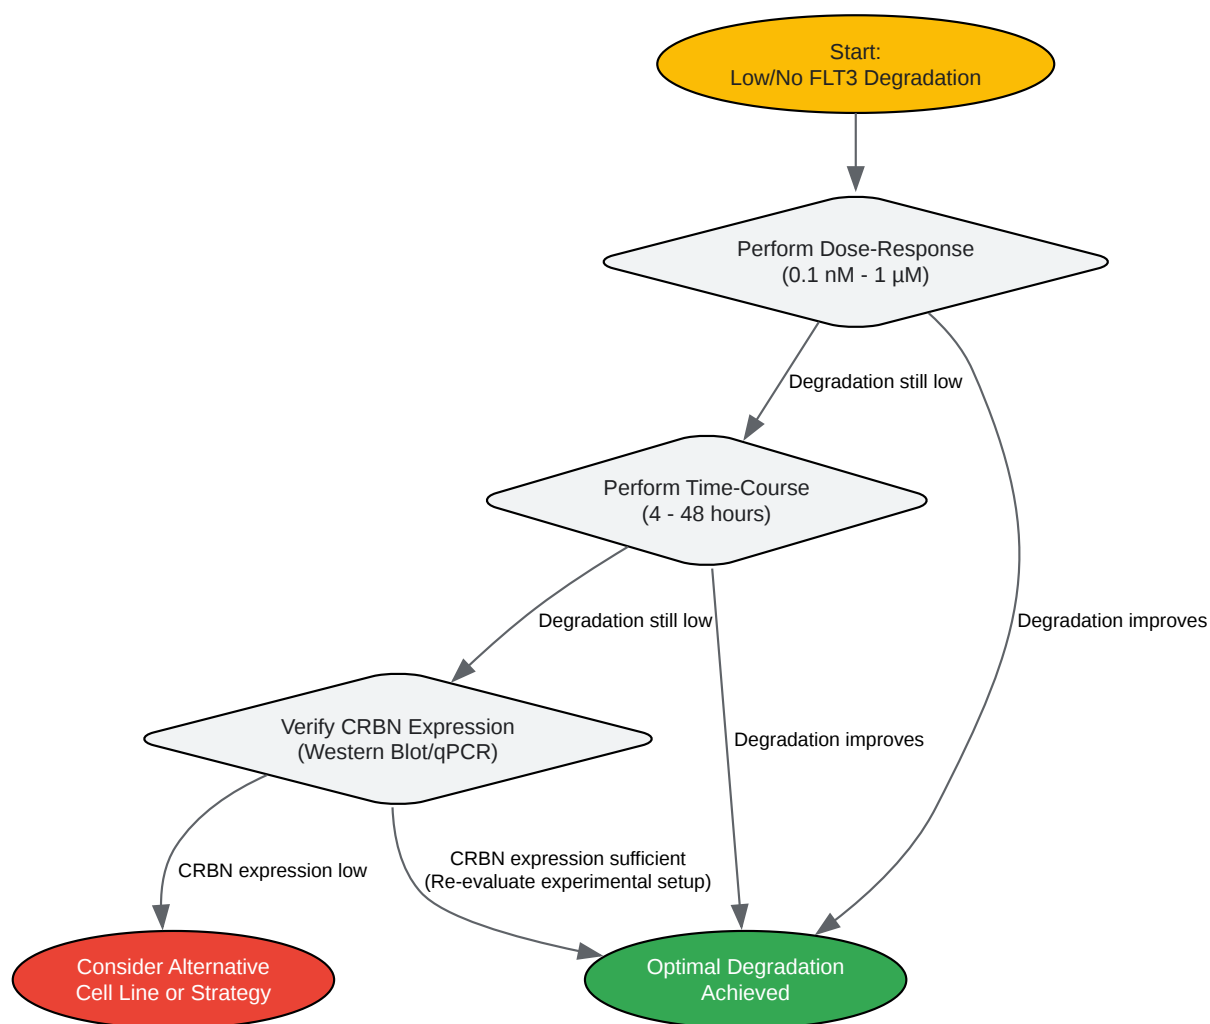 Start:
Low/No FLT3 Degradation
Perform Dose-Response
(0.1 nM - 1 µM)
Degradation still low
Perform Time-Course
(4 - 48 hours)
Degradation still low
Degradation improves
Verify CRBN Expression
(Western Blot/qPCR)
Degradation improves
CRBN expression low
CRBN expression sufficient
(Re-evaluate experimental setup)
Consider Alternative
Cell Line or Strategy
Optimal Degradation
Achieved